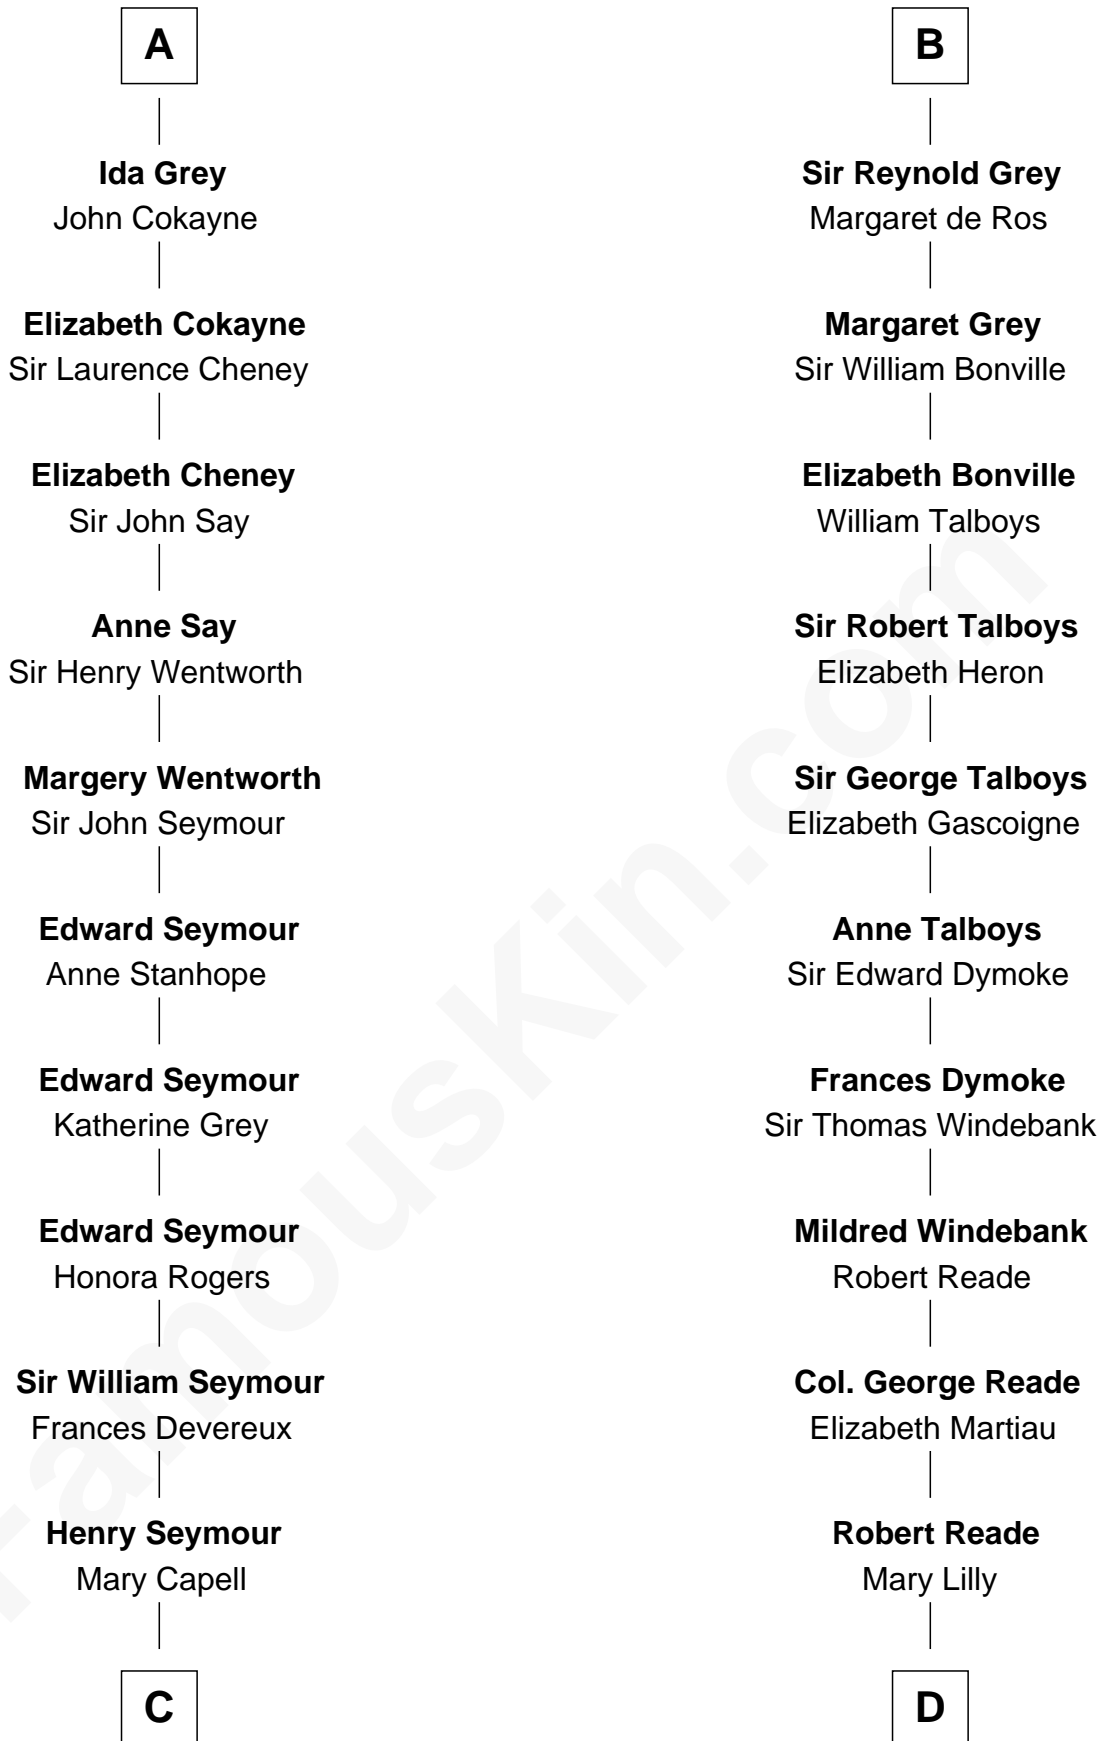 A
Ida Grey
John Cokayne
Elizabeth Cokayne
Sir Laurence Cheney
Elizabeth Cheney
Sir John Say
Anne Say
Sir Henry Wentworth
Margery Wentworth
Sir John Seymour
Edward Seymour
Anne Stanhope
Edward Seymour
Katherine Grey
Edward Seymour
Honora Rogers
Sir William Seymour
Frances Devereux
Henry Seymour
Mary Capell
C
B
Sir Reynold Grey
Margaret de Ros
Margaret Grey
Sir William Bonville
Elizabeth Bonville
William Talboys
Sir Robert Talboys
Elizabeth Heron
Sir George Talboys
Elizabeth Gascoigne
Anne Talboys
Sir Edward Dymoke
Frances Dymoke
Sir Thomas Windebank
Mildred Windebank
Robert Reade
Col. George Reade
Elizabeth Martiau
Robert Reade
Mary Lilly
D
FamousKin.com